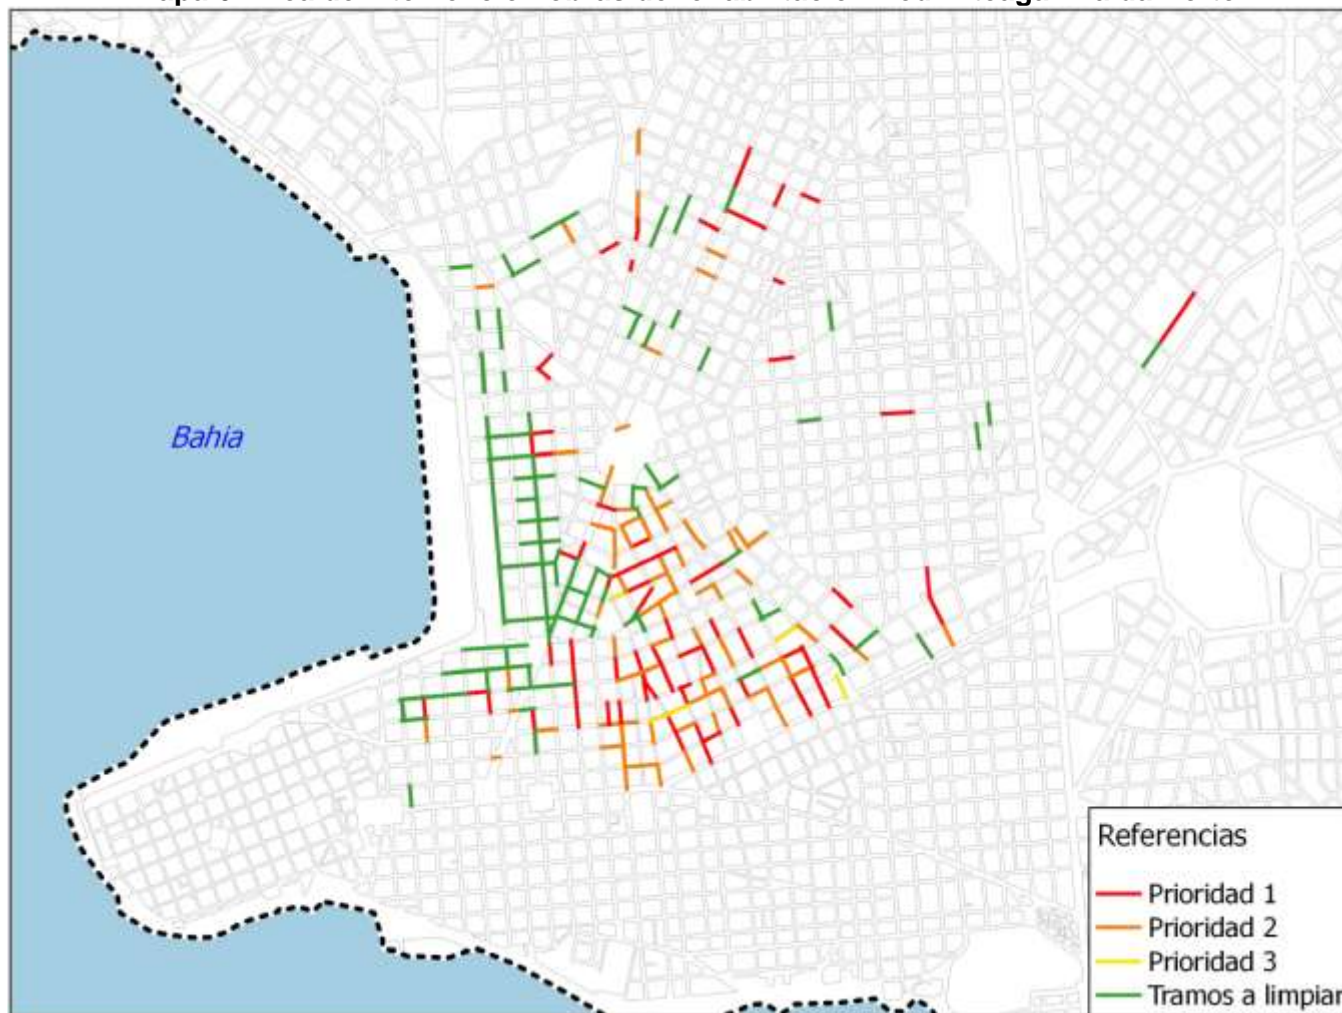 Bahia
Referencias
Prioridad 1
Prioridad 2
Prioridad 3
Tramos a limpiar